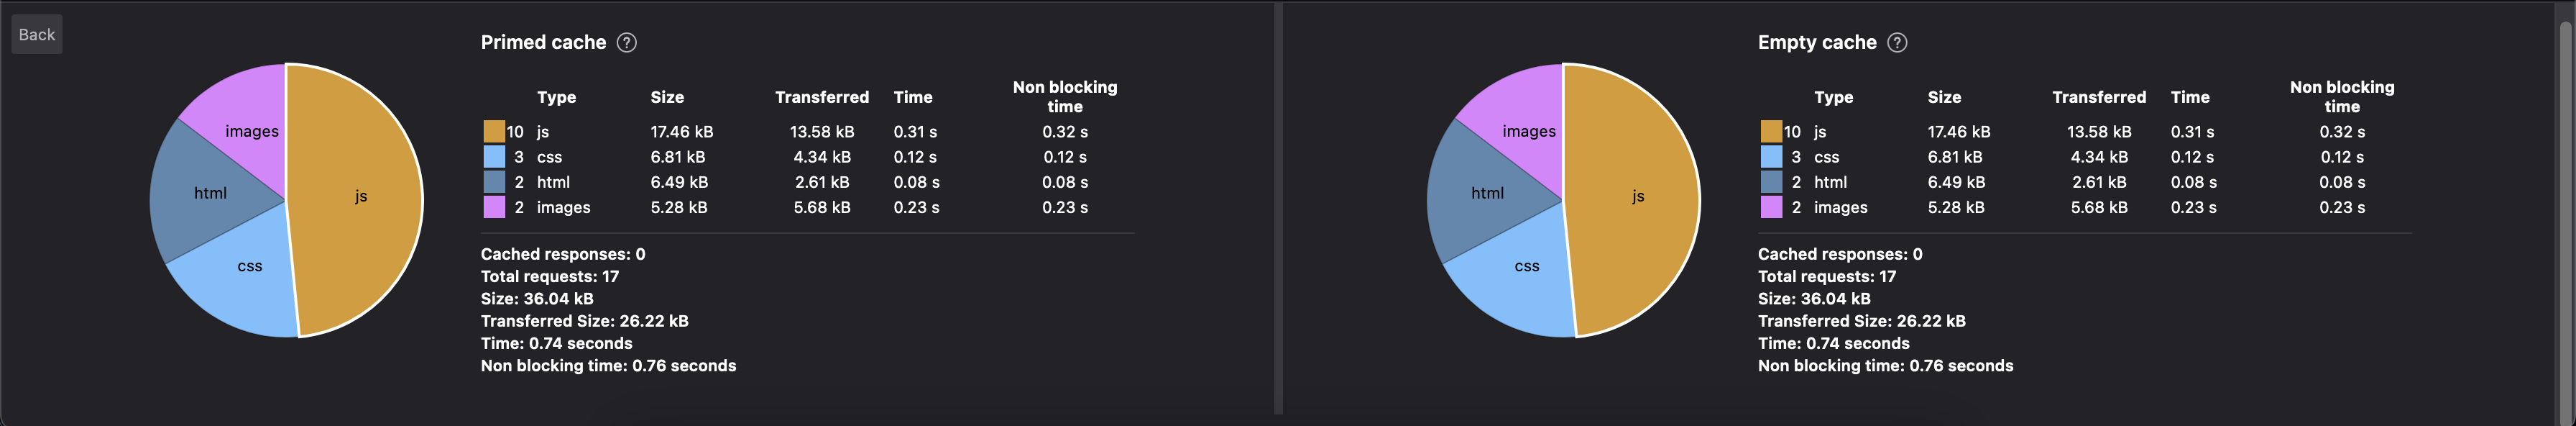 Back
images
html
js
css
Primed cache ?
Type Size Transferred Time Non blocking time
10 js 17.46 kB 13.58 kB 0.31 s 0.32 s
3 css 6.81 kB 4.34 kB 0.12 s 0.12 s
2 html 6.49 kB 2.61 kB 0.08 s 0.08 s
2 images 5.28 kB 5.68 kB 0.23 s 0.23 s
Cached responses: 0
Total requests: 17
Size: 36.04 kB
Transferred Size: 26.22 kB
Time: 0.74 seconds
Non blocking time: 0.76 seconds
images
html
js
css
Empty cache ?
Type Size Transferred Time Non blocking time
10 js 17.46 kB 13.58 kB 0.31 s 0.32 s
3 css 6.81 kB 4.34 kB 0.12 s 0.12 s
2 html 6.49 kB 2.61 kB 0.08 s 0.08 s
2 images 5.28 kB 5.68 kB 0.23 s 0.23 s
Cached responses: 0
Total requests: 17
Size: 36.04 kB
Transferred Size: 26.22 kB
Time: 0.74 seconds
Non blocking time: 0.76 seconds